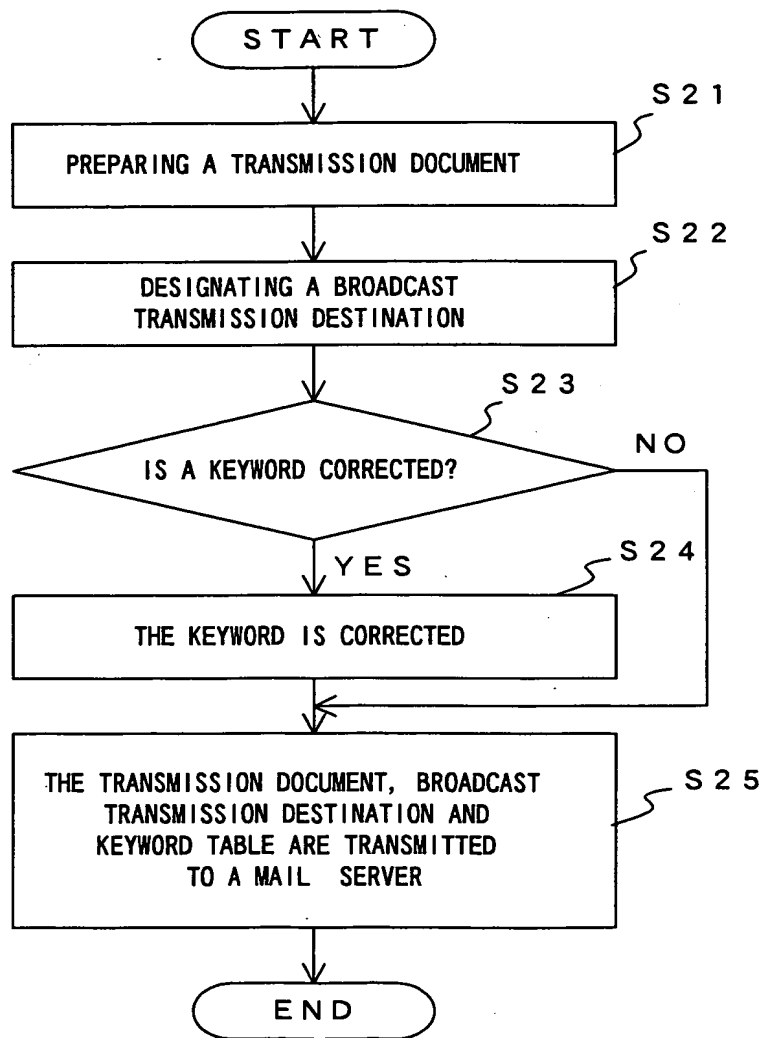 START
S21
PREPARING A TRANSMISSION DOCUMENT
S22
DESIGNATING A BROADCAST
TRANSMISSION DESTINATION
S23
IS A KEYWORD CORRECTED?
NO
YES
S24
THE KEYWORD IS CORRECTED
THE TRANSMISSION DOCUMENT, BROADCAST
TRANSMISSION DESTINATION AND
KEYWORD TABLE ARE TRANSMITTED
TO A MAIL SERVER
S25
END